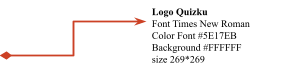 Logo Quizku
Font Times New Roman
Color Font #5E17EB
Background #FFFFFF
size 269*269